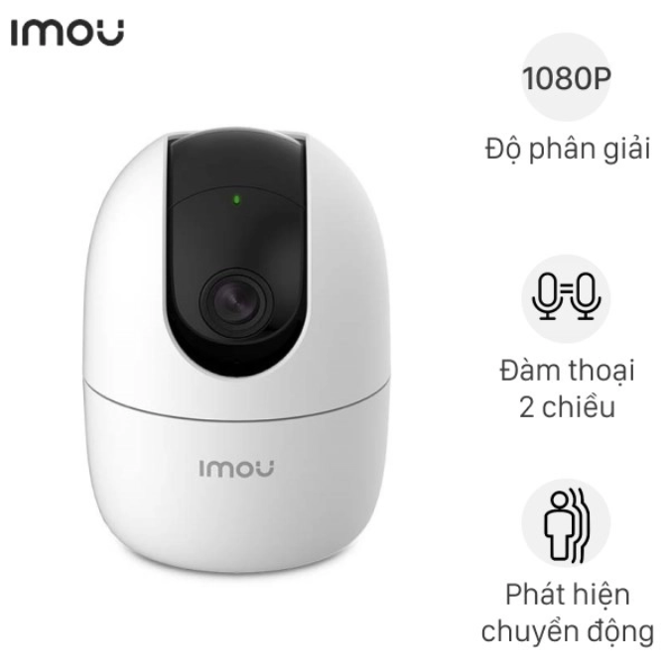 imou
1080P
Độ phân giải
Đàm thoại
2 chiều
imou
Phát hiện
chuyển động